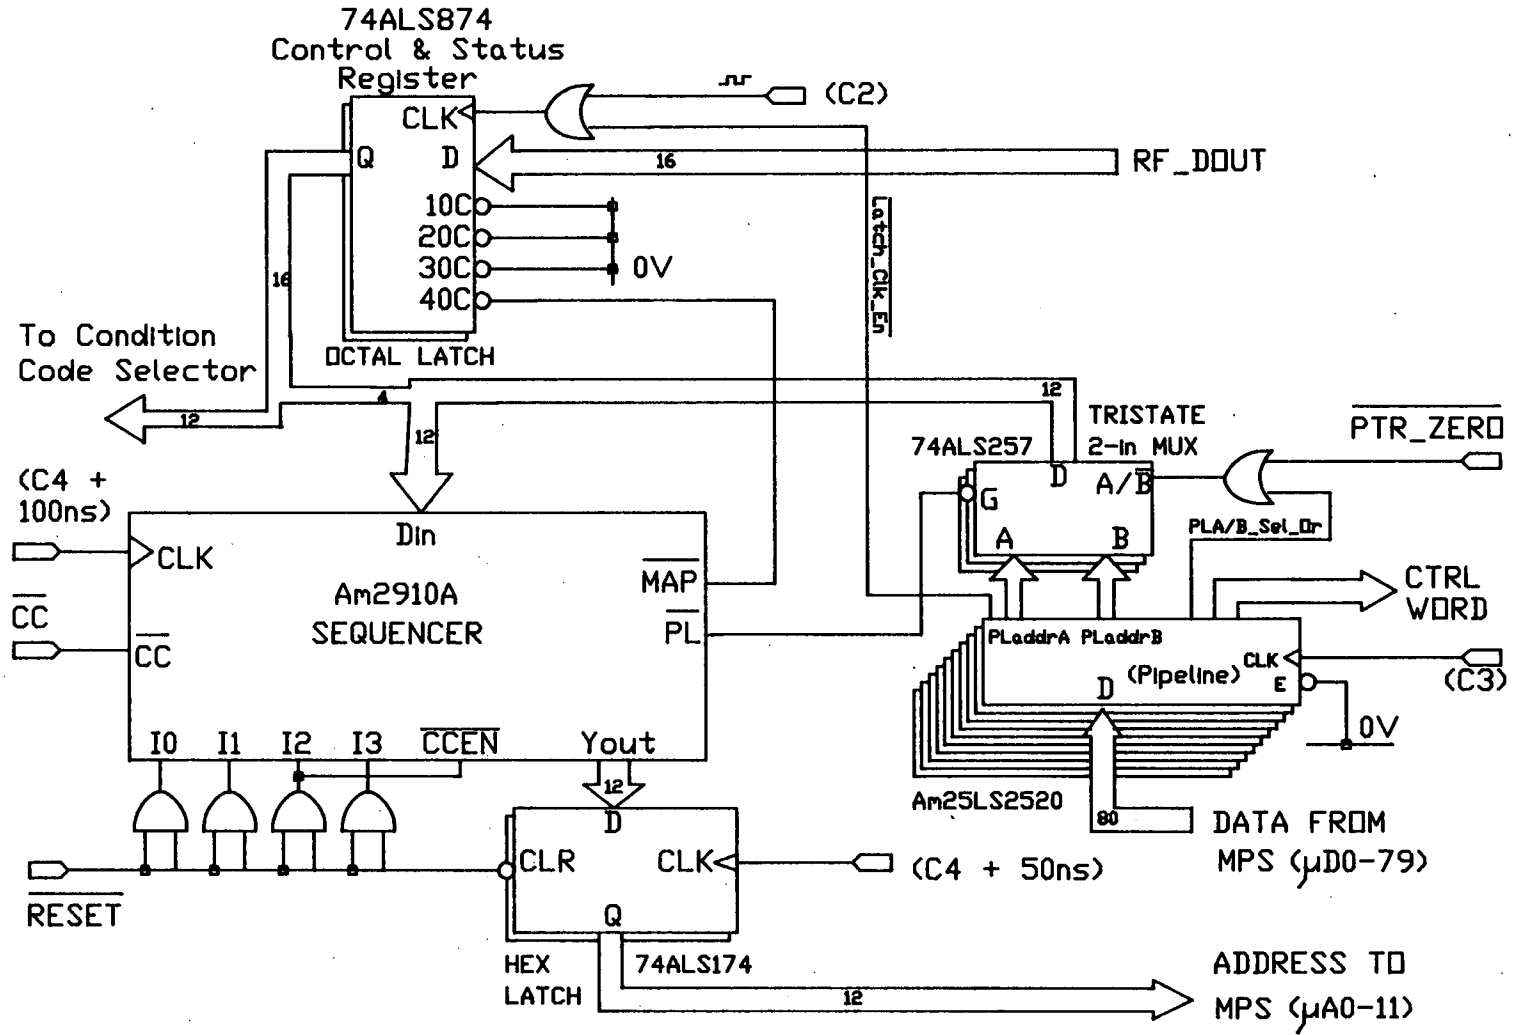 74ALS874
Control & Status
Register
CLK
(C2)
Q
D
16
RF_DOUT
1OC
2OC
3OC
4OC
0V
16
Latch_Clk_En
OCTAL LATCH
To Condition
Code Selector
12
4
12
12
TRISTATE
2-in MUX
74ALS257
PTR_ZERO
D
A/B
G
A
B
PLA/B_Sel_Or
(C4 +
100ns)
CLK
Din
MAP
Am2910A
SEQUENCER
PL
CC
CC
CTRL
WORD
PLaddrA PLaddrB
(Pipeline)
CLK
D
E
(C3)
0V
I0 I1 I2 I3 CCEN Yout
12
Am25LS2520
80
DATA FROM
MPS (µD0-79)
D
CLR
CLK
(C4 + 50ns)
Q
RESET
HEX
LATCH
74ALS174
12
ADDRESS TO
MPS (µA0-11)